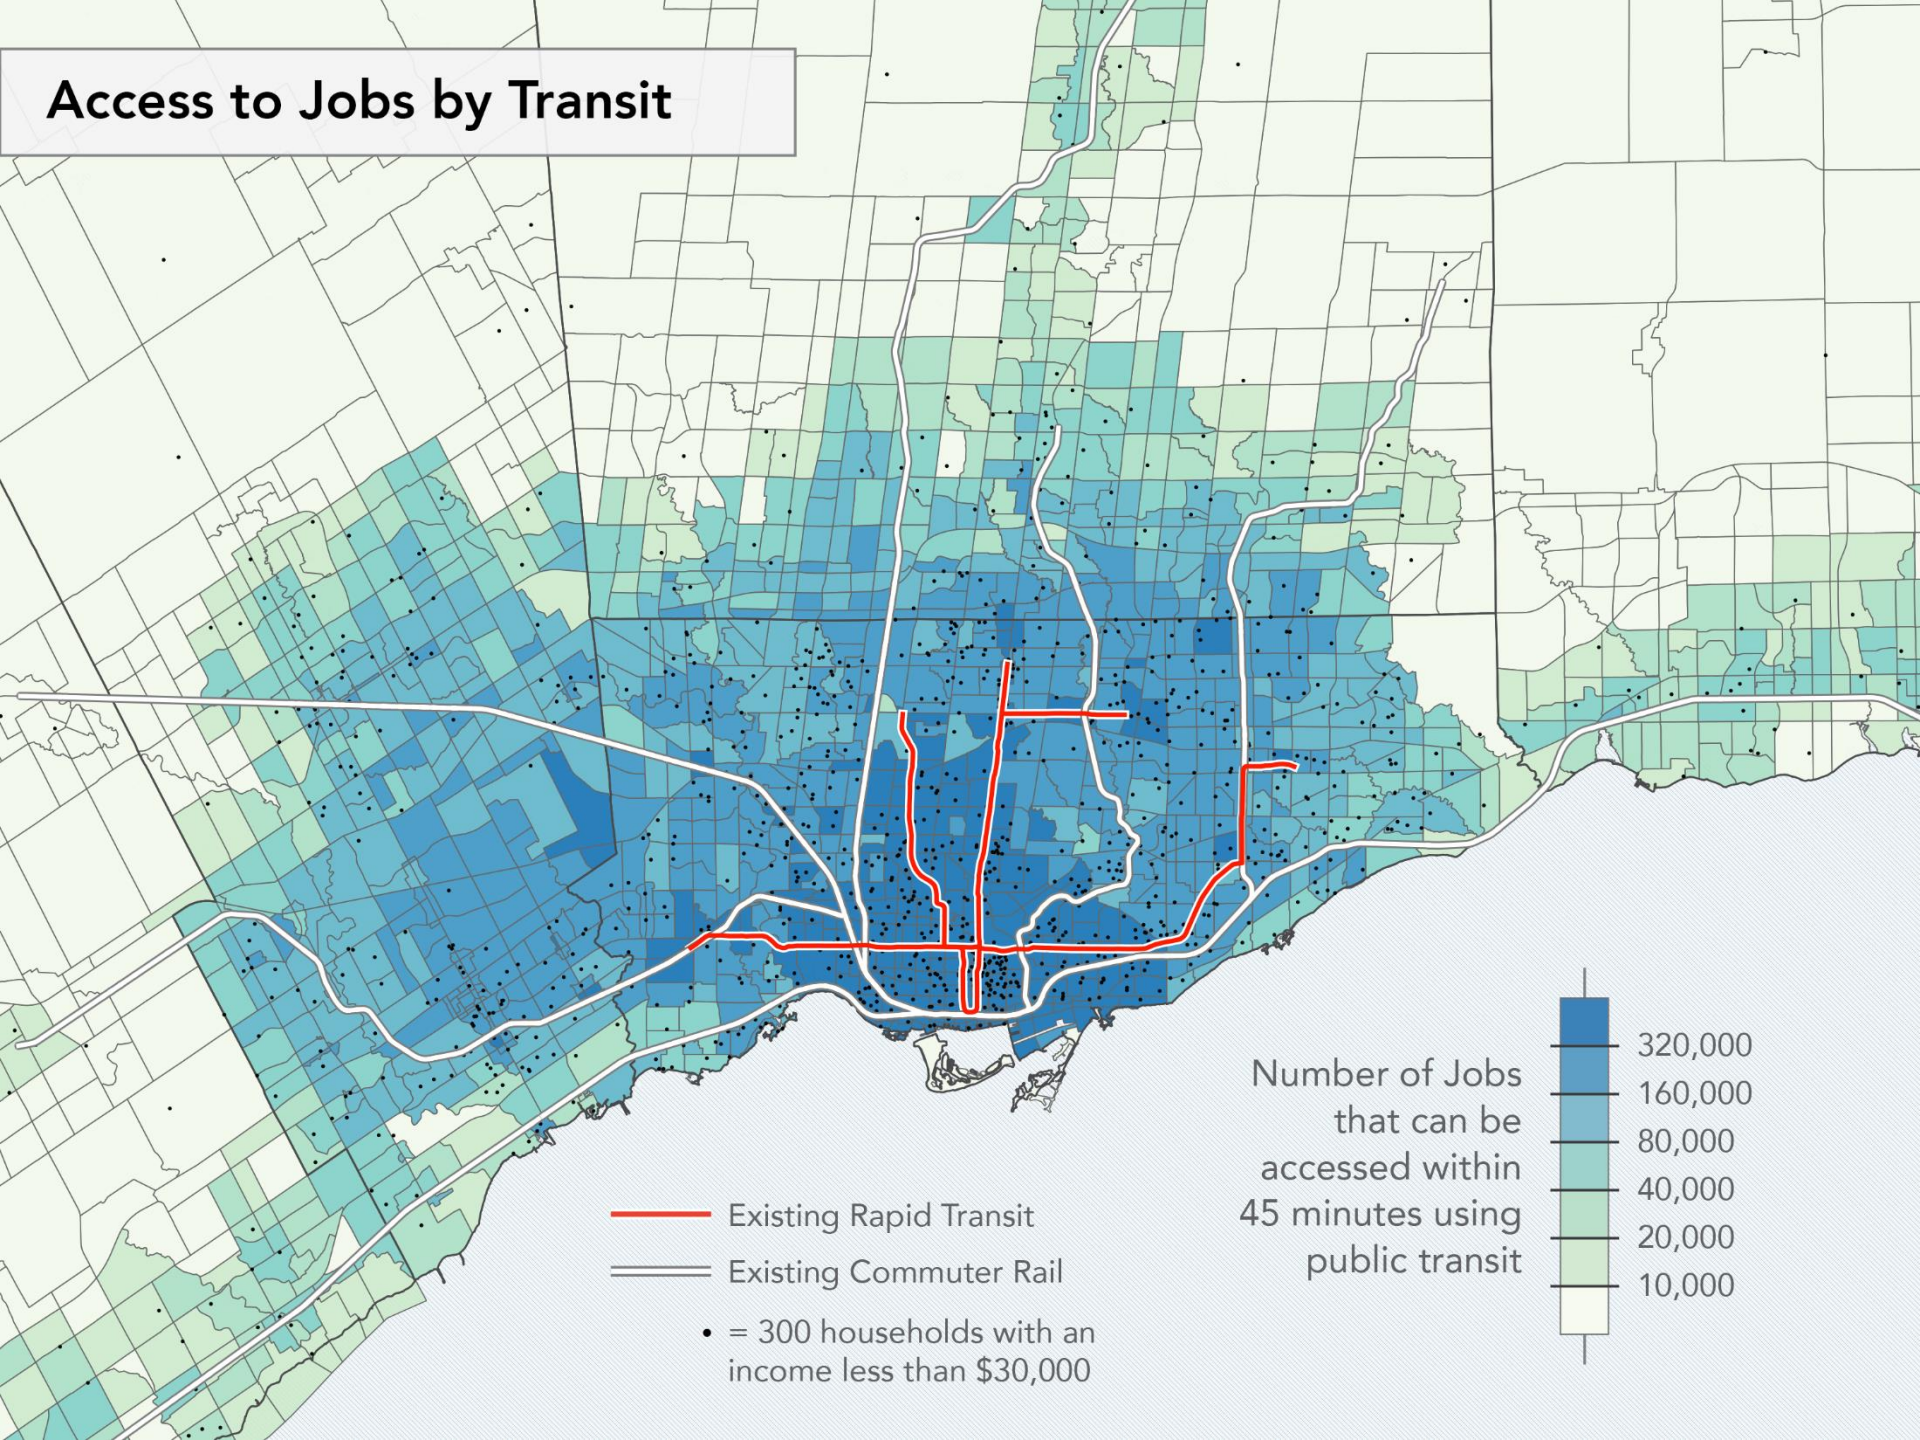 Access to Jobs by Transit
Number of Jobs
that can be
accessed within
45 minutes using
public transit
320,000
160,000
80,000
40,000
20,000
10,000
Existing Rapid Transit
Existing Commuter Rail
= 300 households with an
income less than $30,000